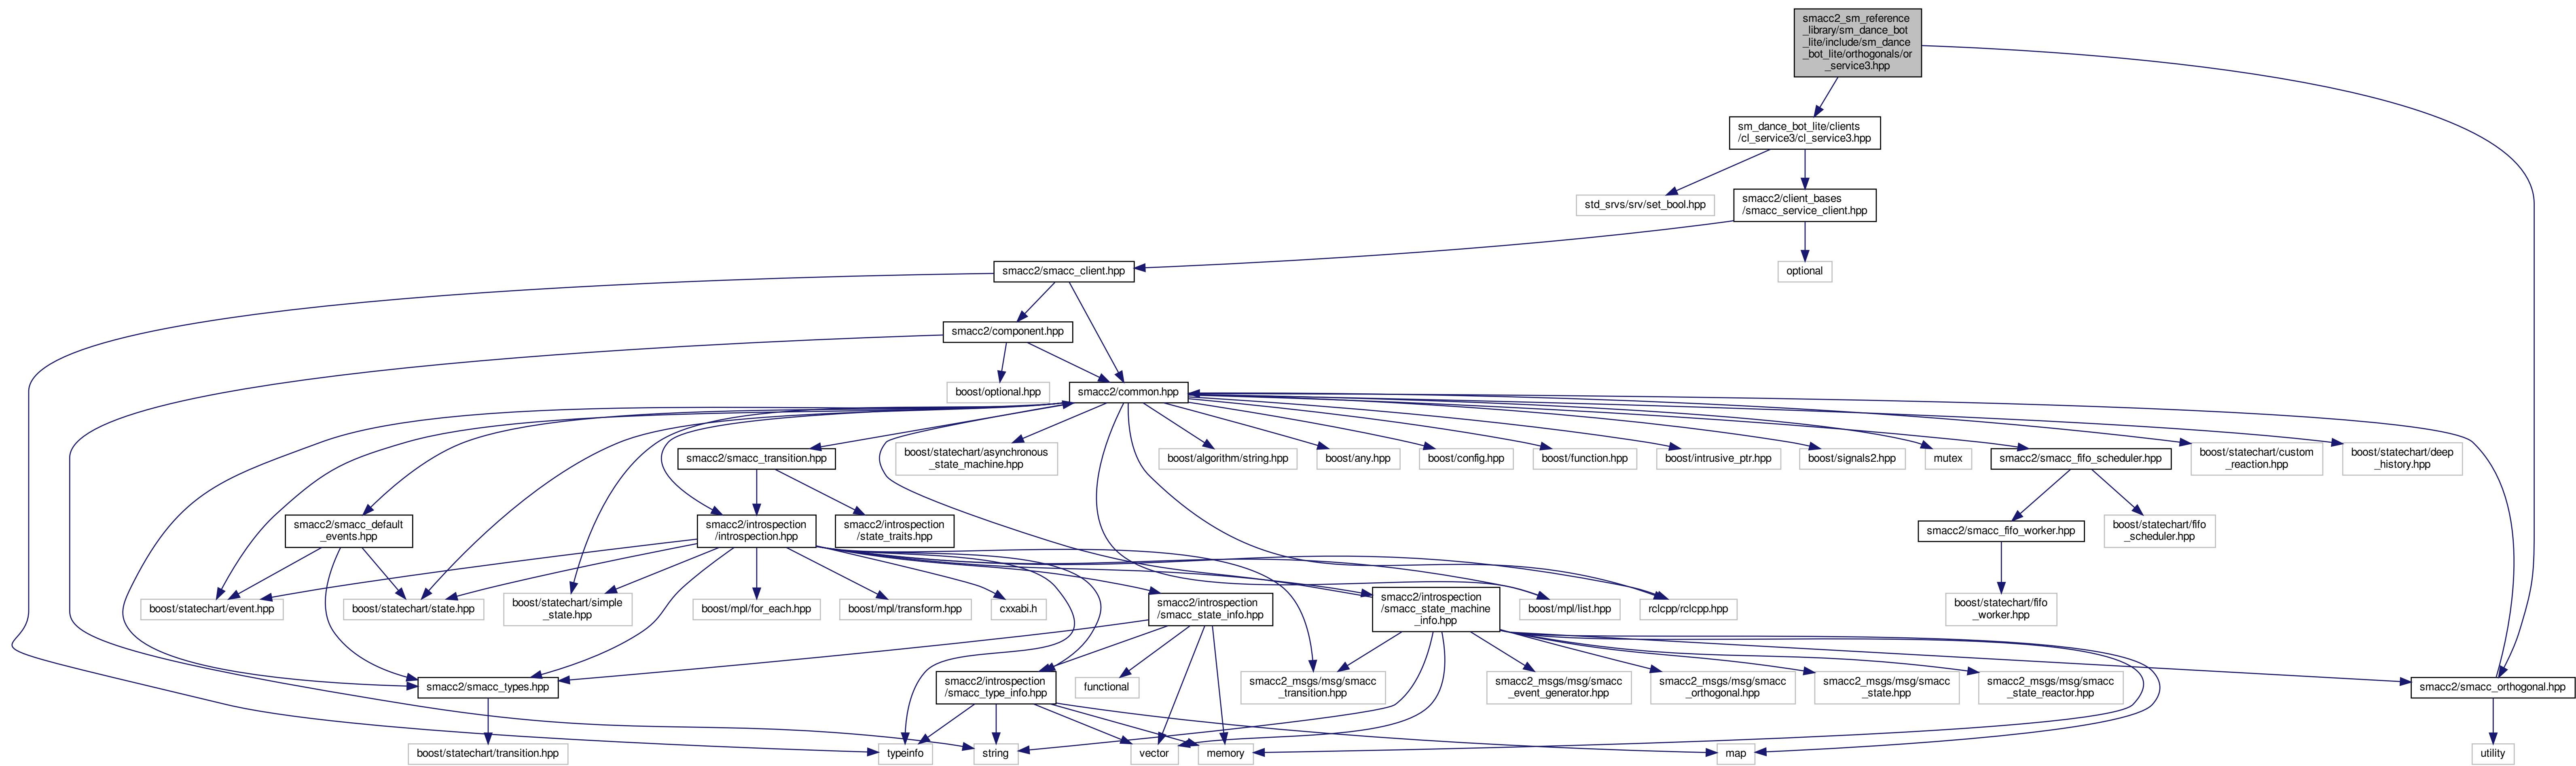 smacc2_sm_reference
_library/sm_dance_bot
_lite/include/sm_dance
_bot_lite/orthogonals/or
_service3.hpp
sm_dance_bot_lite/clients
/cl_service3/cl_service3.hpp
std_srvs/srv/set_bool.hpp
smacc2/client_bases
/smacc_service_client.hpp
smacc2/smacc_client.hpp
optional
smacc2/component.hpp
boost/optional.hpp
smacc2/common.hpp
smacc2/smacc_transition.hpp
boost/statechart/asynchronous
_state_machine.hpp
boost/algorithm/string.hpp
boost/any.hpp
boost/config.hpp
boost/function.hpp
boost/intrusive_ptr.hpp
boost/signals2.hpp
mutex
smacc2/smacc_fifo_scheduler.hpp
boost/statechart/custom
_reaction.hpp
boost/statechart/deep
_history.hpp
smacc2/smacc_default
_events.hpp
smacc2/introspection
/introspection.hpp
smacc2/introspection
/state_traits.hpp
smacc2/smacc_fifo_worker.hpp
boost/statechart/fifo
_scheduler.hpp
boost/statechart/event.hpp
boost/statechart/state.hpp
boost/statechart/simple
_state.hpp
boost/mpl/for_each.hpp
boost/mpl/transform.hpp
cxxabi.h
smacc2/introspection
/smacc_state_info.hpp
smacc2/introspection
/smacc_state_machine
_info.hpp
boost/mpl/list.hpp
rclcpp/rclcpp.hpp
boost/statechart/fifo
_worker.hpp
smacc2/smacc_types.hpp
smacc2/introspection
/smacc_type_info.hpp
functional
smacc2_msgs/msg/smacc
_transition.hpp
smacc2_msgs/msg/smacc
_event_generator.hpp
smacc2_msgs/msg/smacc
_orthogonal.hpp
smacc2_msgs/msg/smacc
_state.hpp
smacc2_msgs/msg/smacc
_state_reactor.hpp
smacc2/smacc_orthogonal.hpp
boost/statechart/transition.hpp
typeinfo
string
vector
memory
map
utility